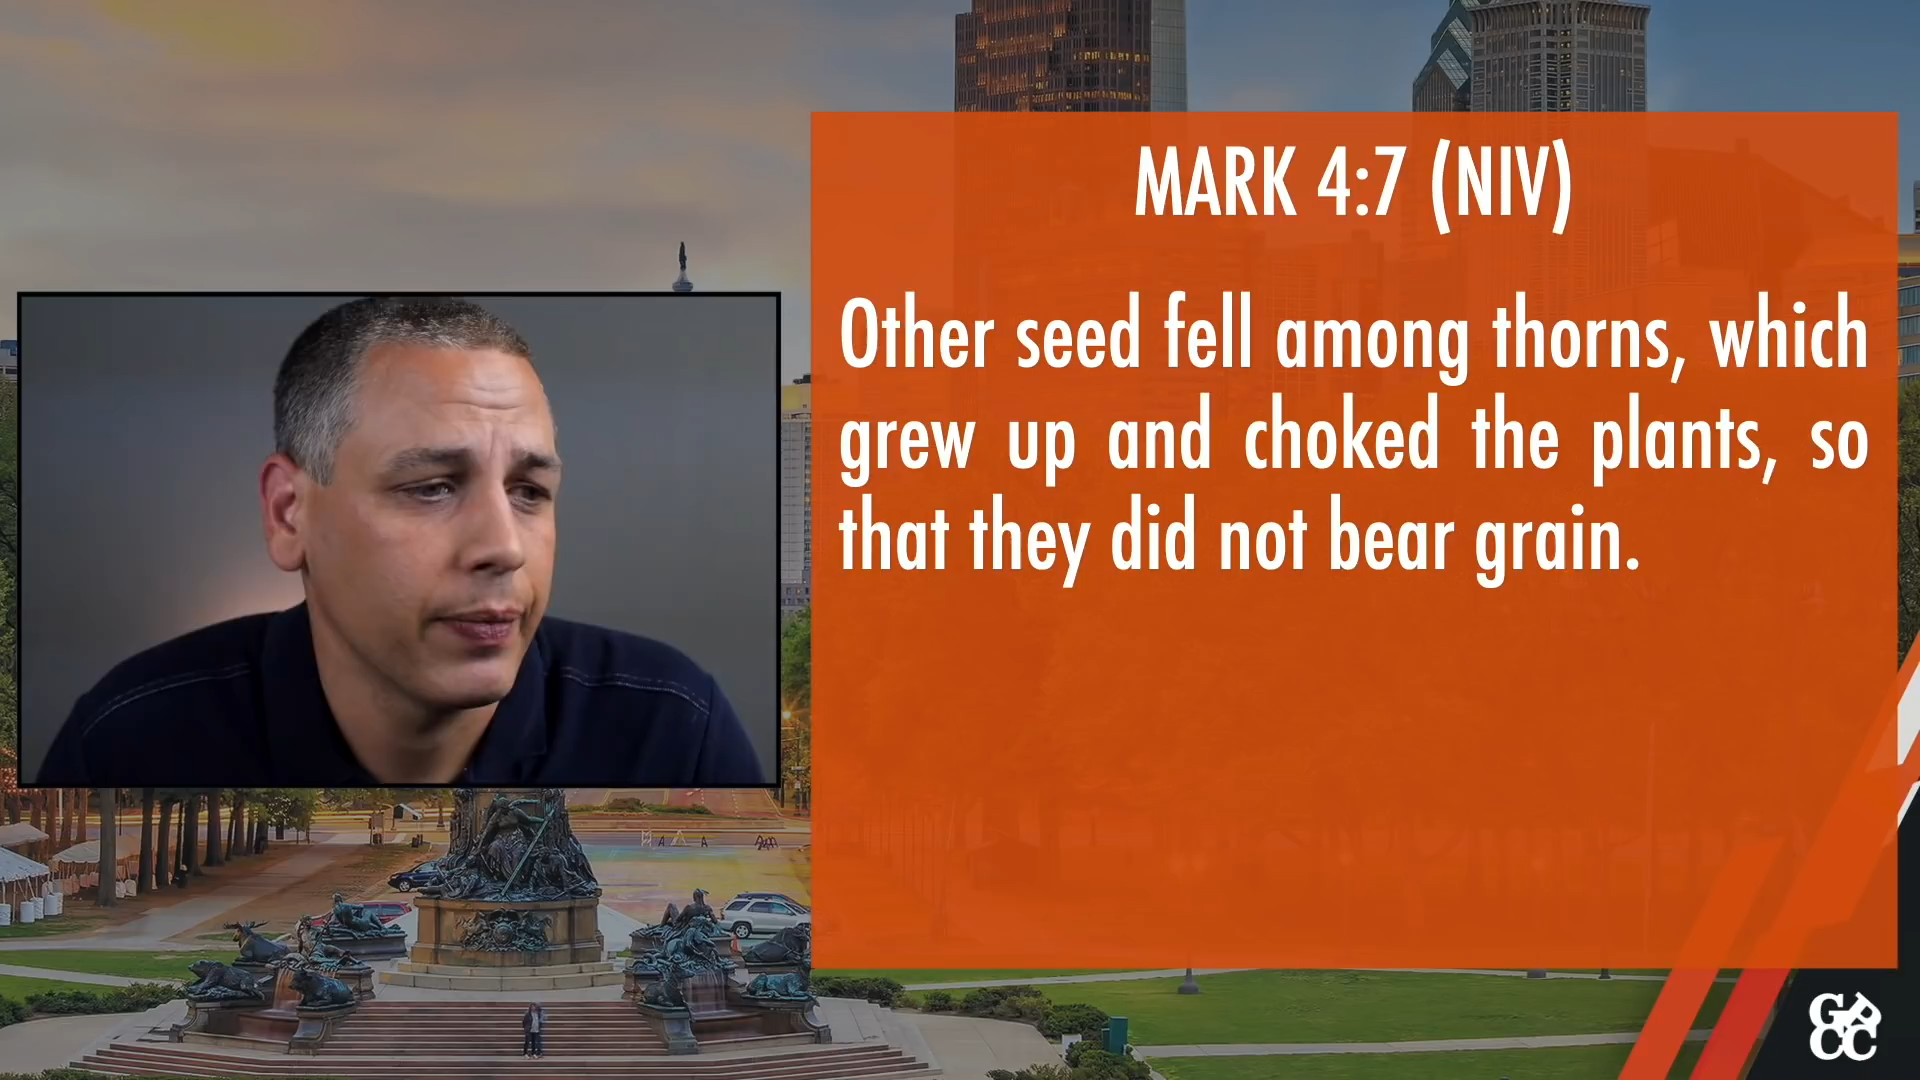 MARK 4:7 (NIV)
Other seed fell among thorns, which
grew up and choked the plants, so
that they did not bear grain.